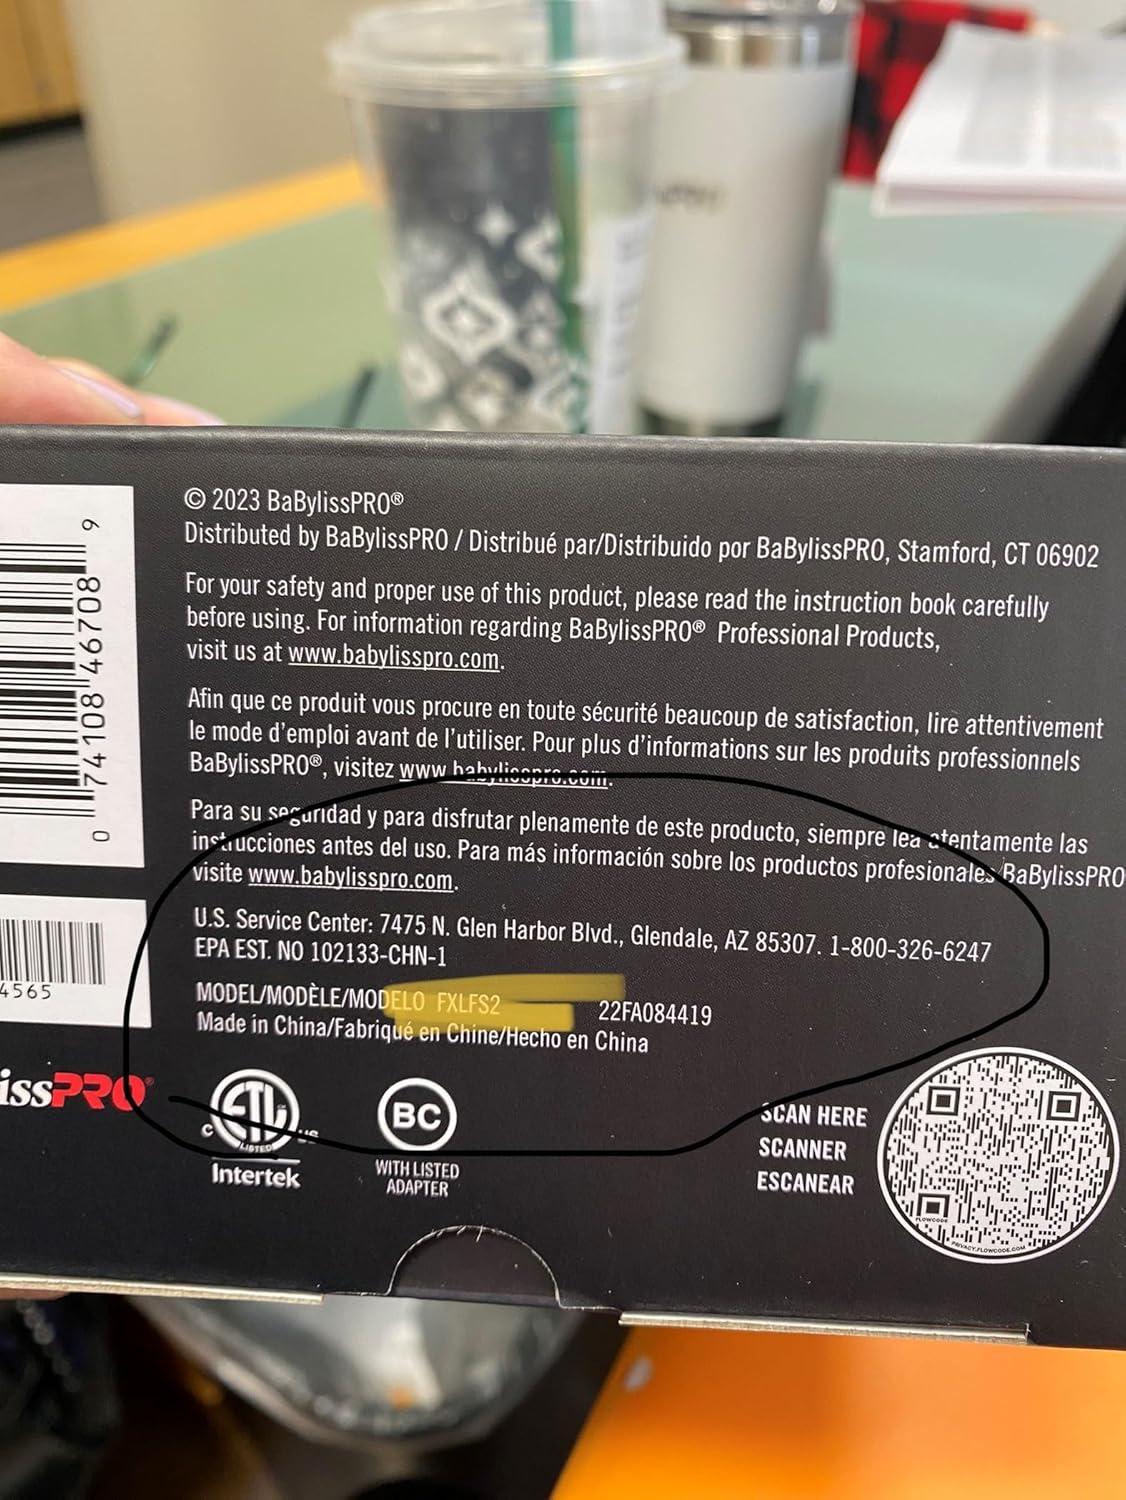 © 2023 BaBylissPRO®
Distributed by BaBylissPRO / Distribué par/Distribuido por BaBylissPRO, Stamford, CT 06902
For your safety and proper use of this product, please read the instruction book carefully
before using. For information regarding BaBylissPRO® Professional Products,
visit us at www.babylisspro.com.
Afin que ce produit vous procure en toute sécurité beaucoup de satisfaction, lire attentivement
le mode d'emploi avant de l'utiliser. Pour plus d'informations sur les produits professionnels
BaBylissPRO®, visitez www.babylisspro.com.
Para su seguridad y para disfrutar plenamente de este producto, siempre lea atentamente las
instrucciones antes del uso. Para más información sobre los productos profesionales BaBylissPRO
visite www.babylisspro.com.
U.S. Service Center: 7475 N. Glen Harbor Blvd., Glendale, AZ 85307. 1-800-326-6247
EPA EST. NO 102133-CHN-1
MODEL/MODÈLE/MODELO FXLFS2 22FA084419
Made in China/Fabriqué en Chine/Hecho en China
0 74108 46708 9
4565
issPRO®
C ETL US
LISTED
Intertek
BC
WITH LISTED
ADAPTER
SCAN HERE
SCANNER
ESCANEAR
FLOWCODE
PRIVACY.FLOWCODE.COM